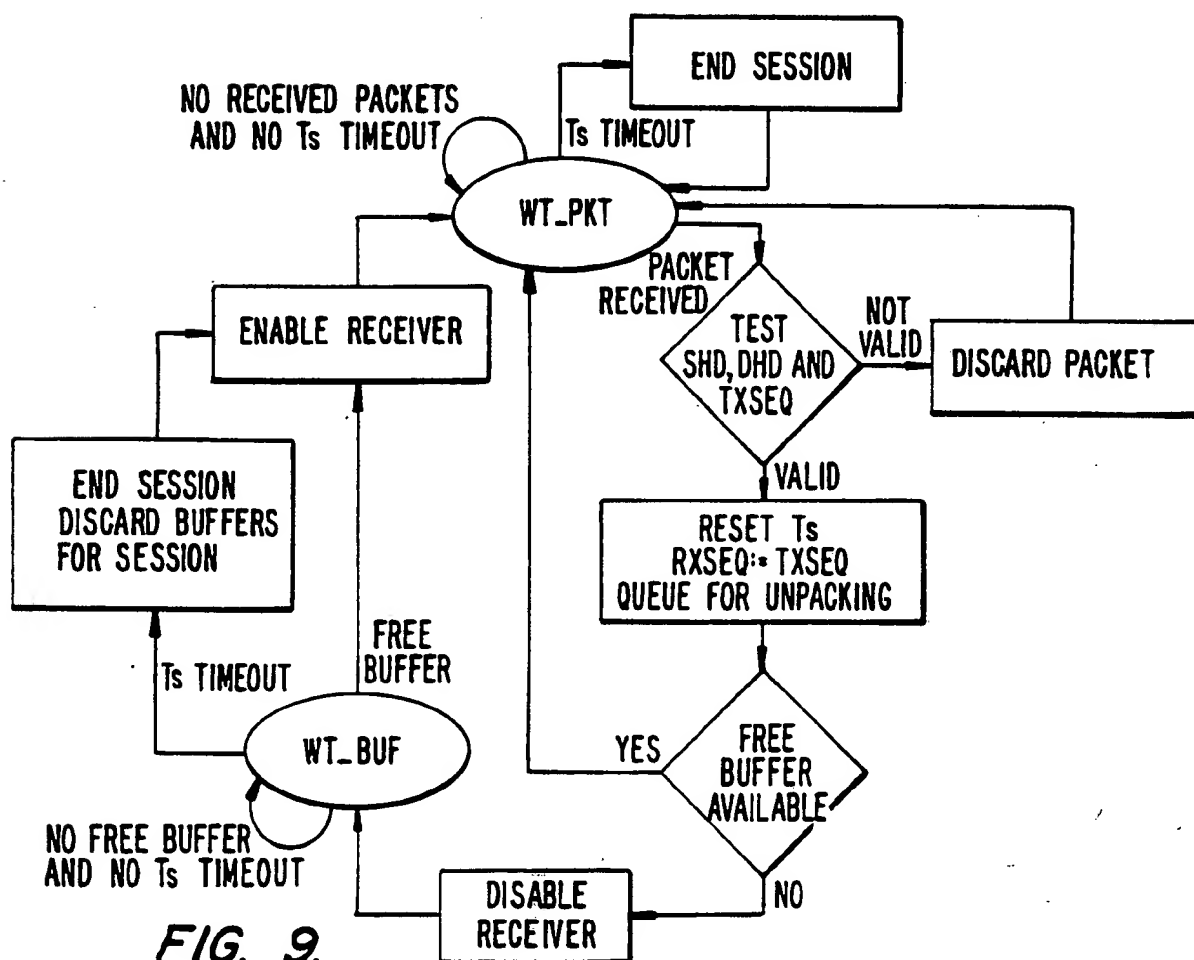 END SESSION
NO RECEIVED PACKETS
AND NO Ts TIMEOUT
Ts TIMEOUT
WT_PKT
PACKET
RECEIVED
TEST
SHD, DHD AND
TXSEQ
NOT
VALID
DISCARD PACKET
ENABLE RECEIVER
VALID
END SESSION
DISCARD BUFFERS
FOR SESSION
RESET Ts
RXSEQ:= TXSEQ
QUEUE FOR UNPACKING
Ts TIMEOUT
FREE
BUFFER
WT_BUF
YES
FREE
BUFFER
AVAILABLE
NO FREE BUFFER
AND NO Ts TIMEOUT
DISABLE
RECEIVER
NO
FIG. 9.